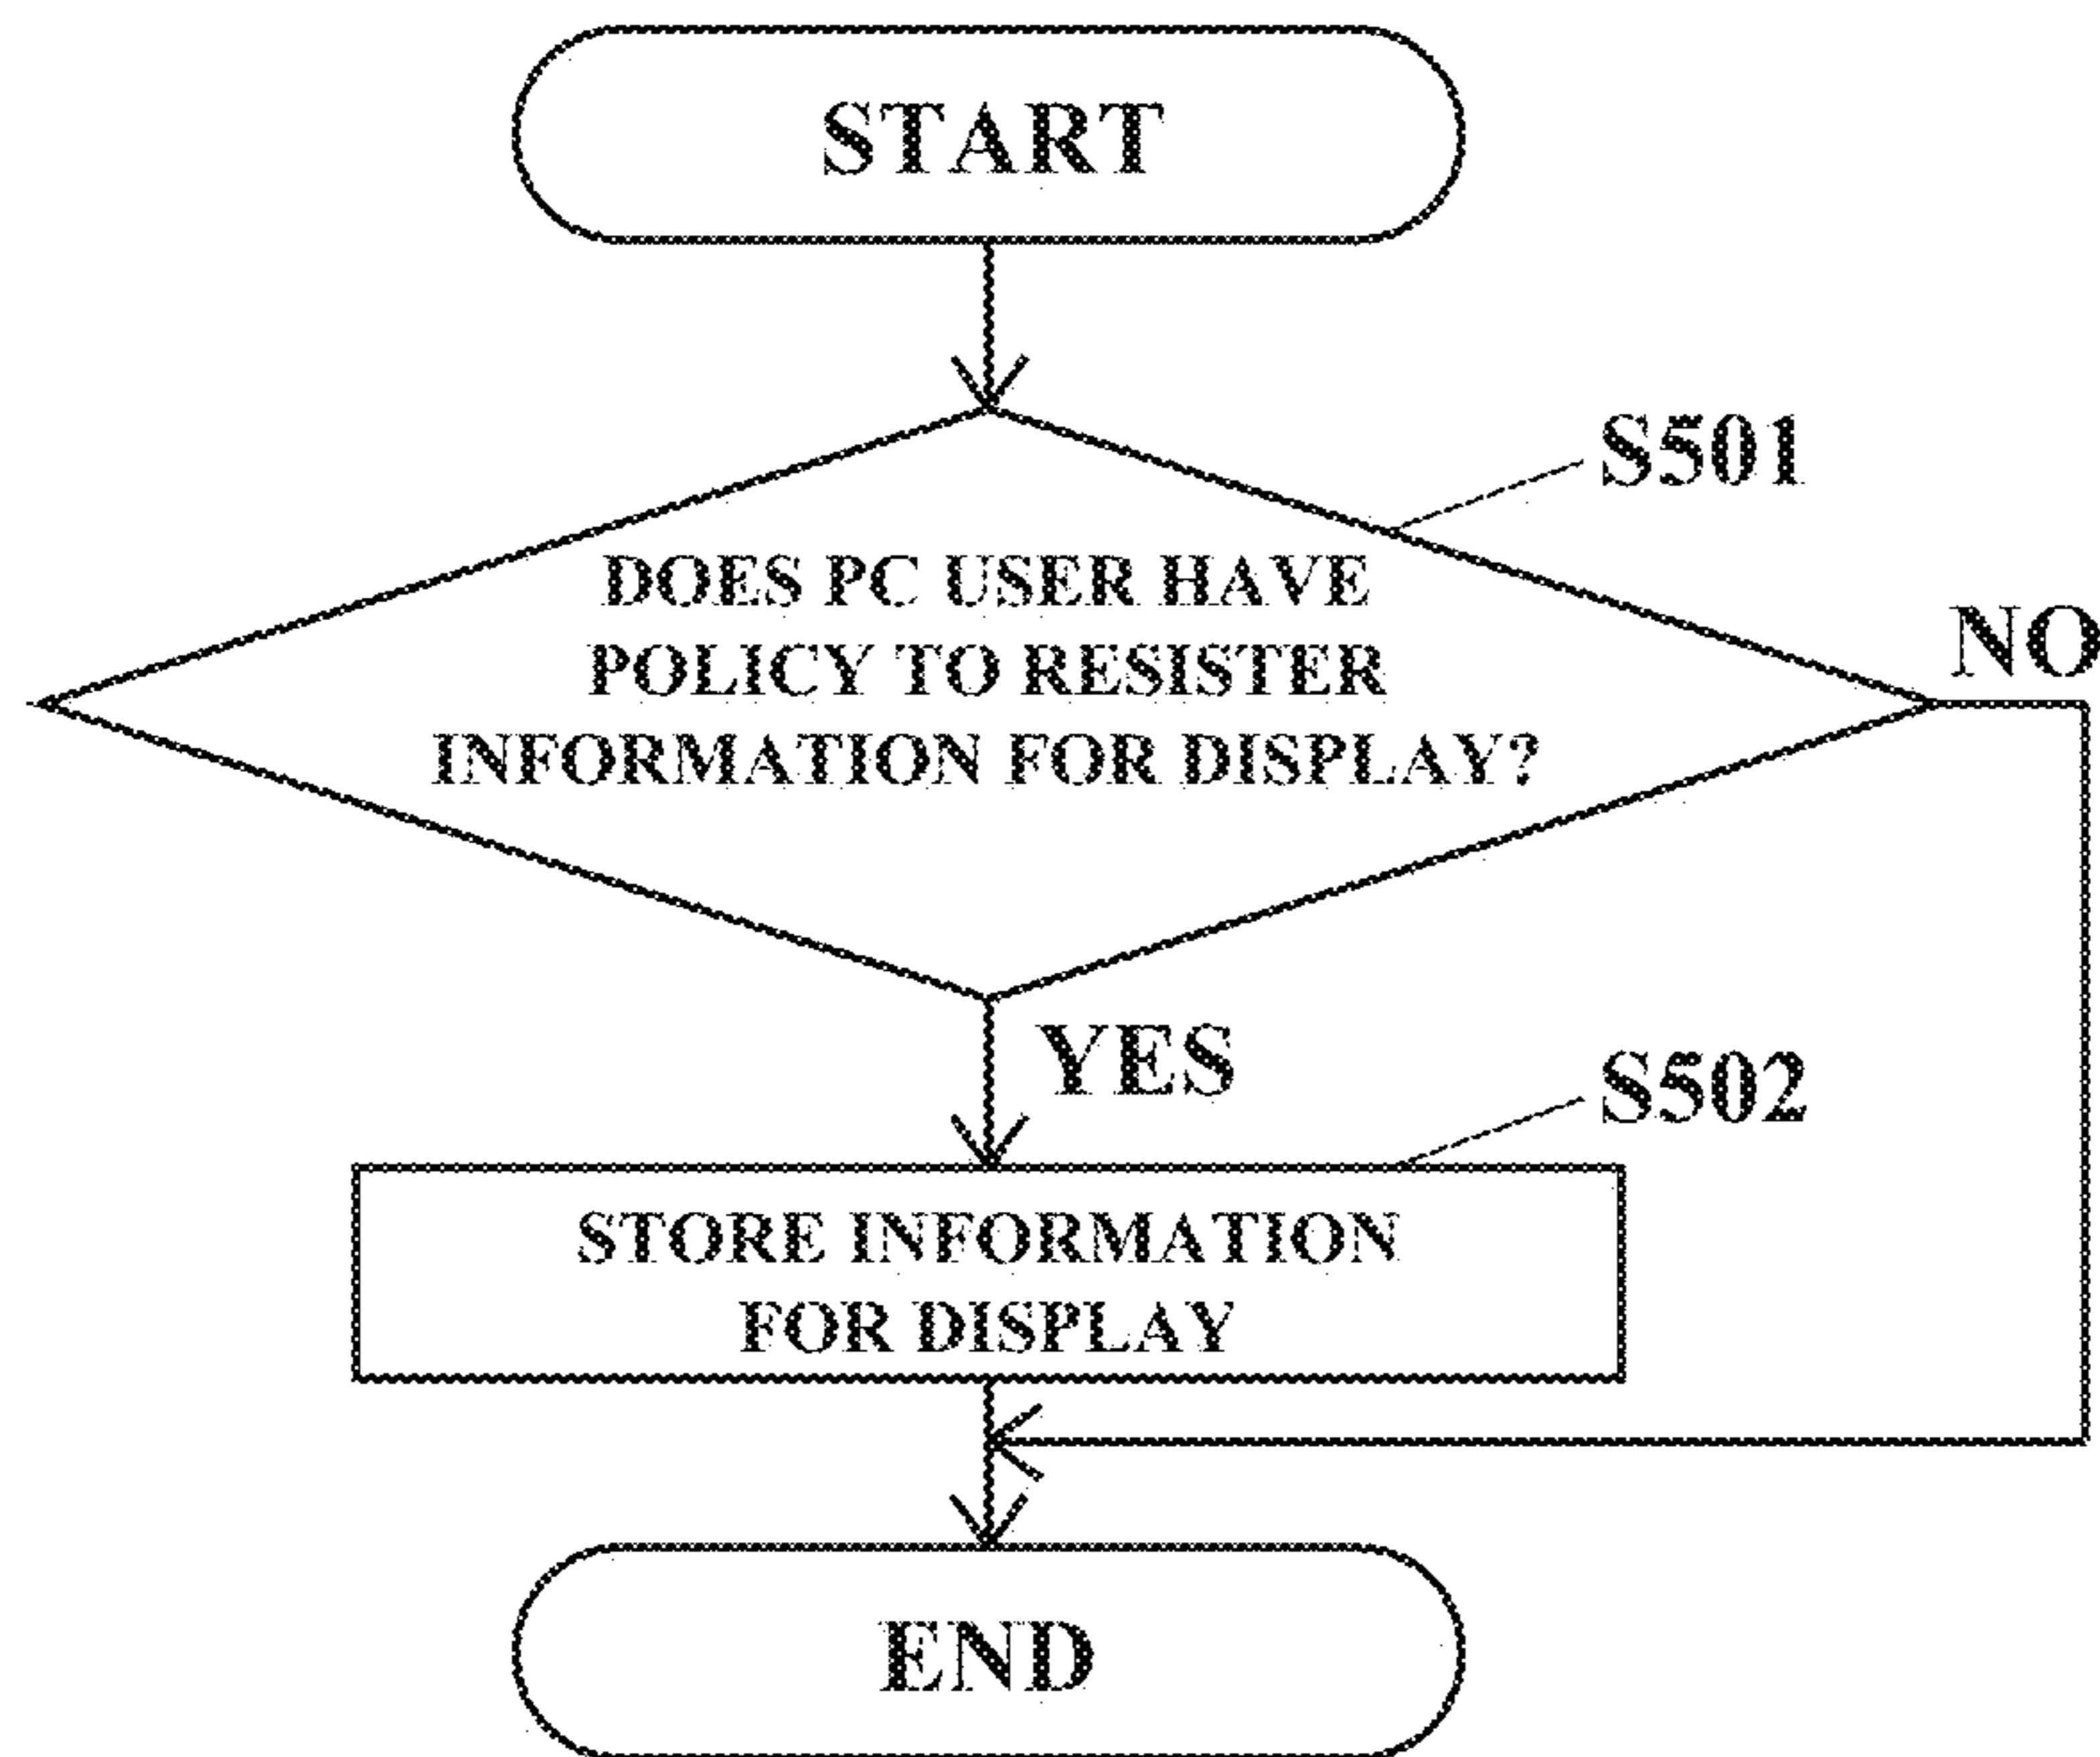 START
S501
DOES PC USER HAVE
POLICY TO RESISTER
INFORMATION FOR DISPLAY?
NO
YES
S502
STORE INFORMATION
FOR DISPLAY
END